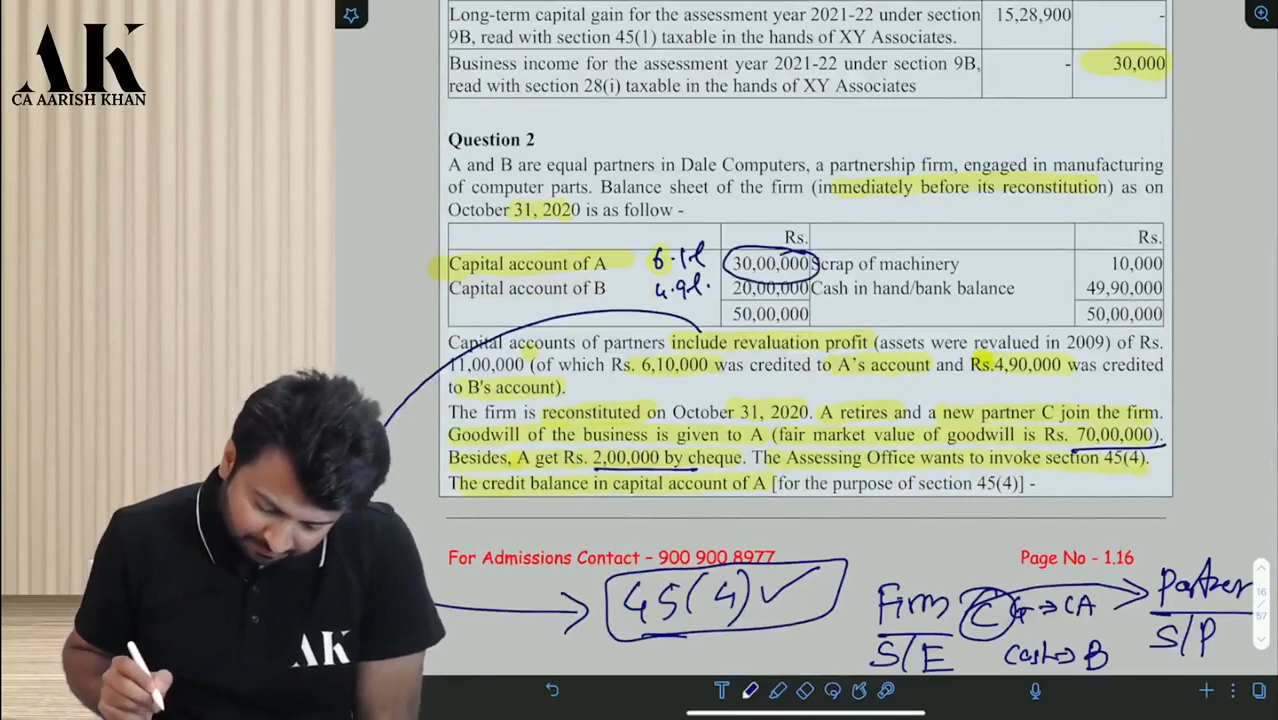 AK
CA AARISH KHAN
Long-term capital gain for the assessment year 2021-22 under section 15,28,900 -
9B, read with section 45(1) taxable in the hands of XY Associates.
Business income for the assessment year 2021-22 under section 9B, - 30,000
read with section 28(i) taxable in the hands of XY Associates
Question 2
A and B are equal partners in Dale Computers, a partnership firm, engaged in manufacturing
of computer parts. Balance sheet of the firm (immediately before its reconstitution) as on
October 31, 2020 is as follow -
Rs. Rs.
Capital account of A 6.1l 30,00,000 Scrap of machinery 10,000
Capital account of B 4.9l. 20,00,000 Cash in hand/bank balance 49,90,000
50,00,000 50,00,000
Capital accounts of partners include revaluation profit (assets were revalued in 2009) of Rs.
11,00,000 (of which Rs. 6,10,000 was credited to A's account and Rs.4,90,000 was credited
to B's account).
The firm is reconstituted on October 31, 2020. A retires and a new partner C join the firm.
Goodwill of the business is given to A (fair market value of goodwill is Rs. 70,00,000).
Besides, A get Rs. 2,00,000 by cheque. The Assessing Office wants to invoke section 45(4).
The credit balance in capital account of A [for the purpose of section 45(4)] -
For Admissions Contact – 900 900 8977 Page No - 1.16
45(4) ✓ Firm C G → CA Partner
S/E Cash → B S/P
AK
16
57
T